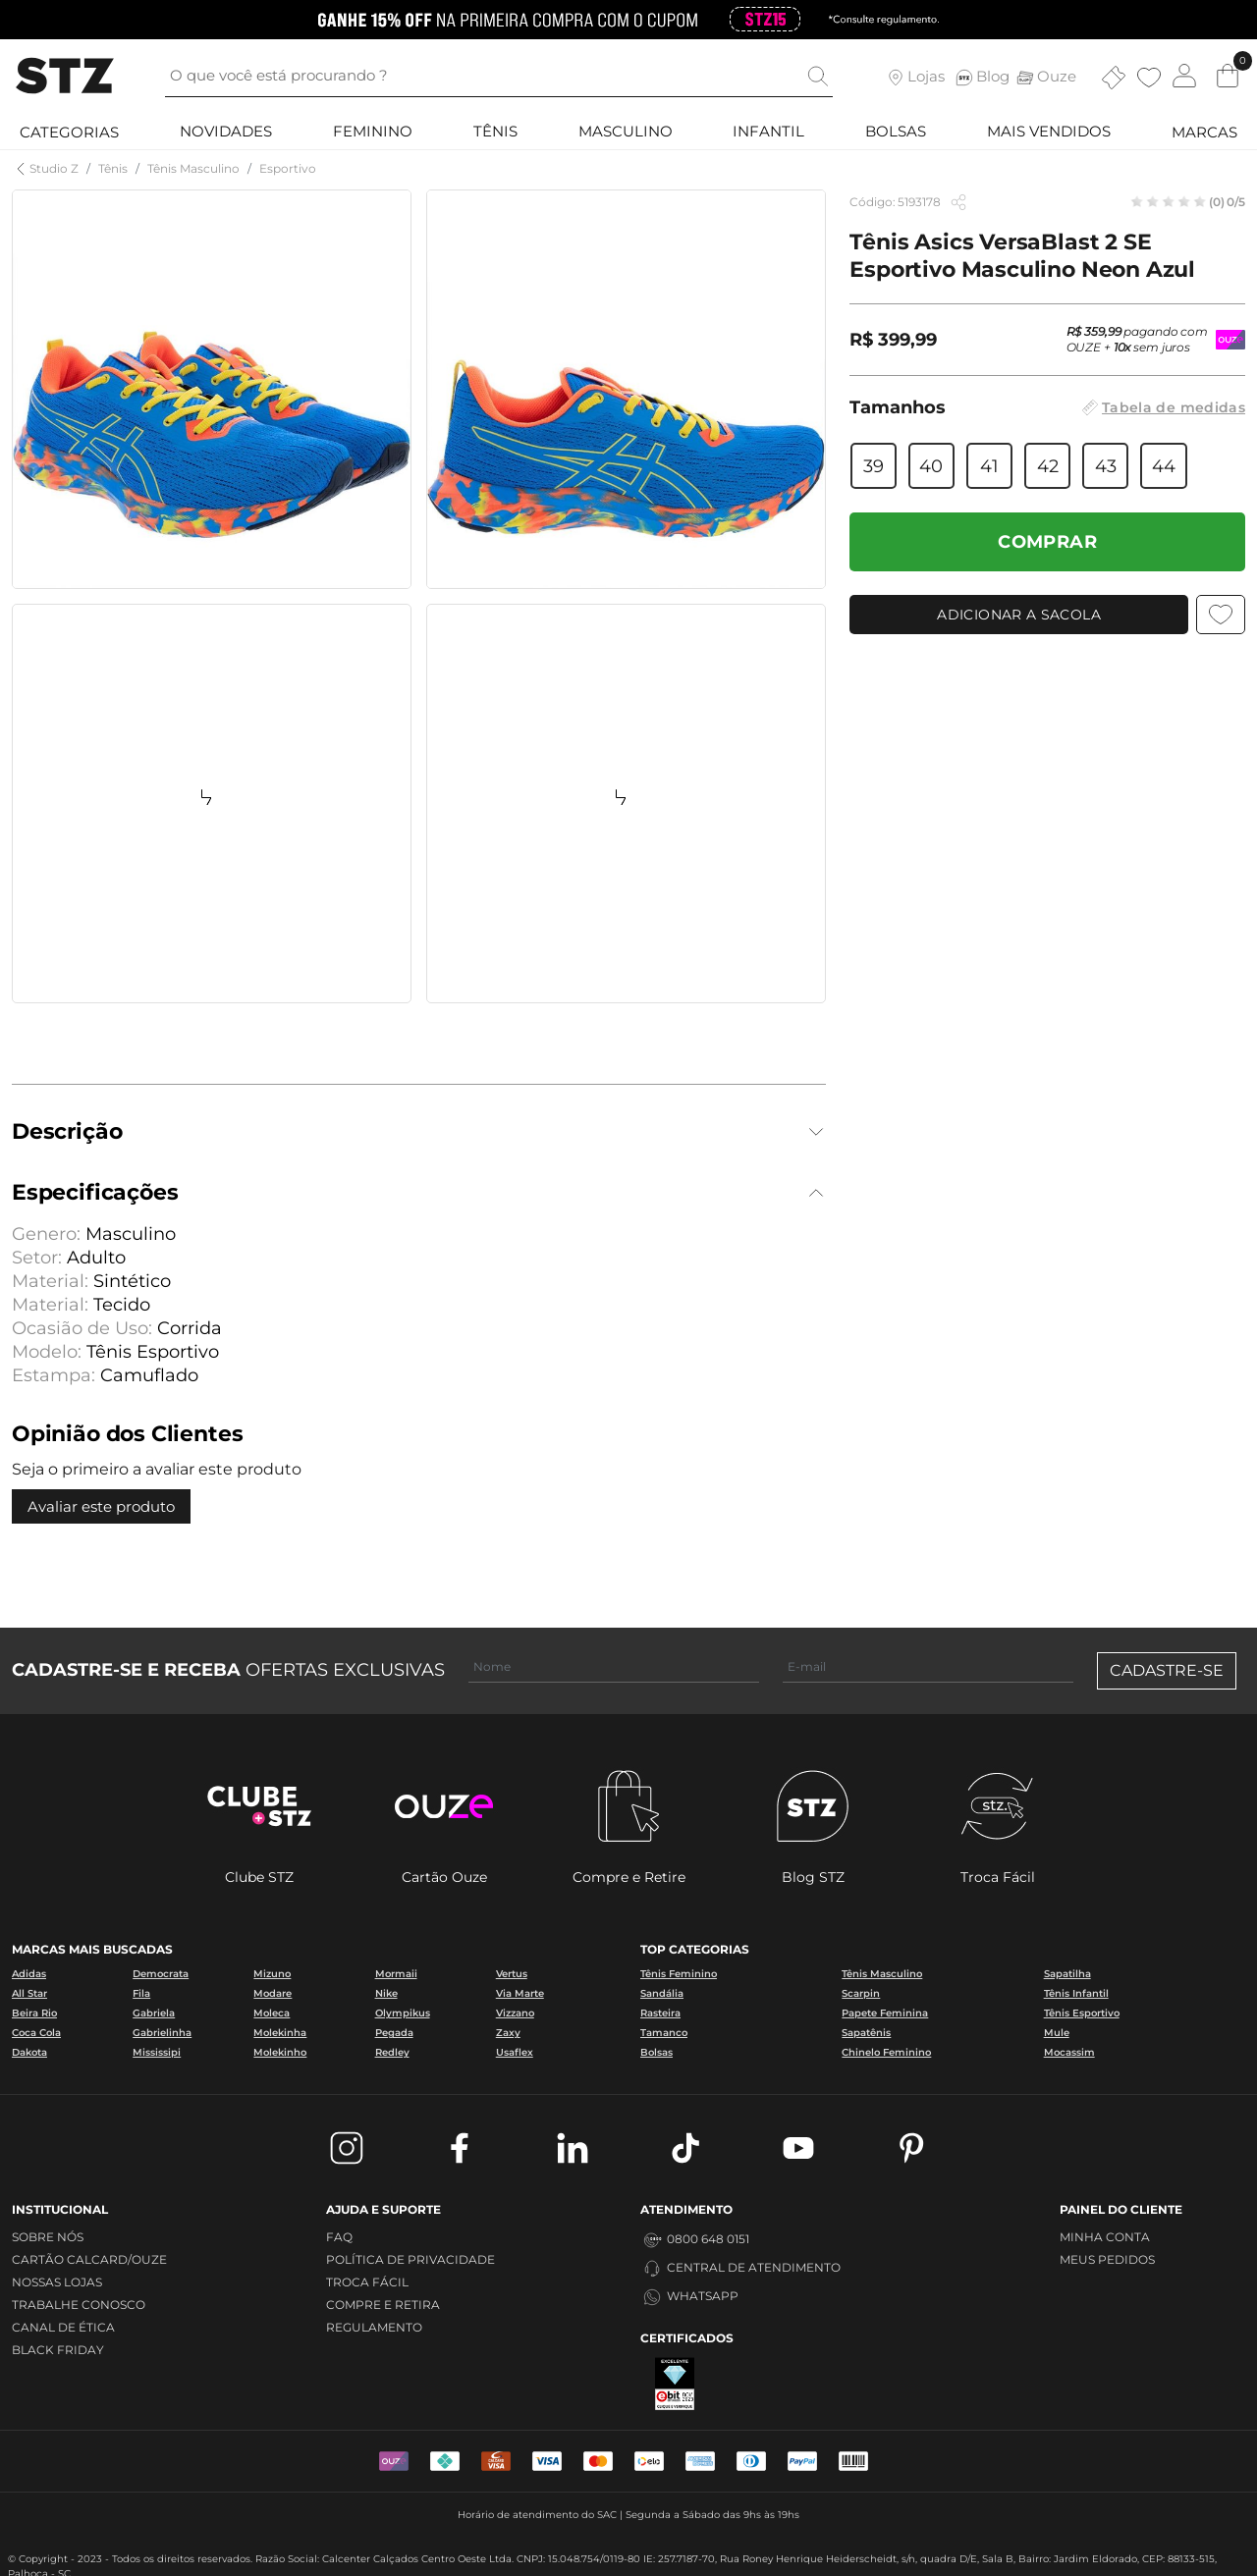 GANHE 15% OFF NA PRIMEIRA COMPRA COM O CUPOM STZ15 *Consulte regulamento.
STZ
O que você está procurando ?
Lojas
Blog
Ouze
0
CATEGORIAS NOVIDADES FEMININO TÊNIS MASCULINO INFANTIL BOLSAS MAIS VENDIDOS MARCAS
Studio Z / Tênis / Tênis Masculino / Esportivo
Código: 5193178
(0) 0/5
Tênis Asics VersaBlast 2 SE
Esportivo Masculino Neon Azul
R$ 399,99
R$ 359,99 pagando com
OUZE + 10x sem juros
OUZE
Tamanhos
Tabela de medidas
39 40 41 42 43 44
COMPRAR
ADICIONAR A SACOLA
Descrição
Especificações
Genero: Masculino
Setor: Adulto
Material: Sintético
Material: Tecido
Ocasião de Uso: Corrida
Modelo: Tênis Esportivo
Estampa: Camuflado
Opinião dos Clientes
Seja o primeiro a avaliar este produto
Avaliar este produto
CADASTRE-SE E RECEBA OFERTAS EXCLUSIVAS
Nome
E-mail
CADASTRE-SE
CLUBE
STZ
ouze
STZ
stz.
Clube STZ
Cartão Ouze
Compre e Retire
Blog STZ
Troca Fácil
MARCAS MAIS BUSCADAS
Adidas Democrata Mizuno Mormaii Vertus
All Star Fila Modare Nike Via Marte
Beira Rio Gabriela Moleca Olympikus Vizzano
Coca Cola Gabrielinha Molekinha Pegada Zaxy
Dakota Mississipi Molekinho Redley Usaflex
TOP CATEGORIAS
Tênis Feminino Tênis Masculino Sapatilha
Sandália Scarpin Tênis Infantil
Rasteira Papete Feminina Tênis Esportivo
Tamanco Sapatênis Mule
Bolsas Chinelo Feminino Mocassim
INSTITUCIONAL
SOBRE NÓS
CARTÃO CALCARD/OUZE
NOSSAS LOJAS
TRABALHE CONOSCO
CANAL DE ÉTICA
BLACK FRIDAY
AJUDA E SUPORTE
FAQ
POLÍTICA DE PRIVACIDADE
TROCA FÁCIL
COMPRE E RETIRA
REGULAMENTO
ATENDIMENTO
0800 648 0151
CENTRAL DE ATENDIMENTO
WHATSAPP
CERTIFICADOS
EXCELENTE
ebit
PAINEL DO CLIENTE
MINHA CONTA
MEUS PEDIDOS
OUZE
VISA
VISA
elo
PayPal
Horário de atendimento do SAC | Segunda a Sábado das 9hs às 19hs
© Copyright - 2023 - Todos os direitos reservados. Razão Social: Calcenter Calçados Centro Oeste Ltda. CNPJ: 15.048.754/0119-80 IE: 257.7187-70, Rua Roney Henrique Heiderscheidt, s/n, quadra D/E, Sala B, Bairro: Jardim Eldorado, CEP: 88133-515,
Palhoça - SC